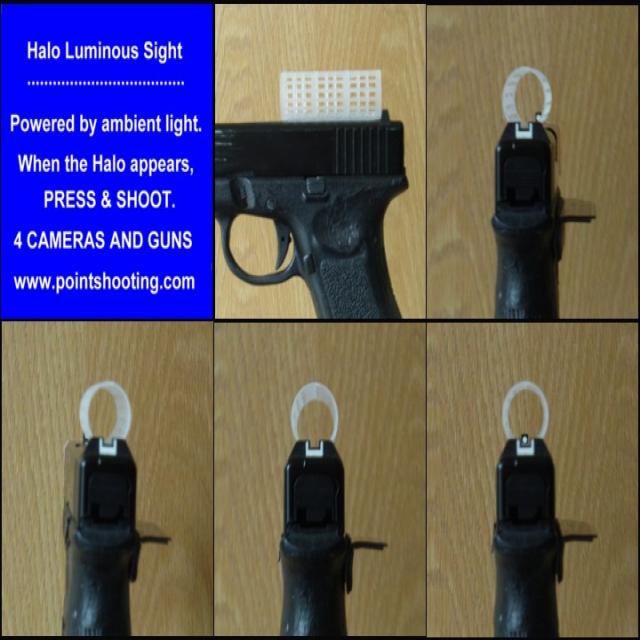 Halo Luminous Sight
....................................
Powered by ambient light.
When the Halo appears,
PRESS & SHOOT.
4 CAMERAS AND GUNS
www.pointshooting.com